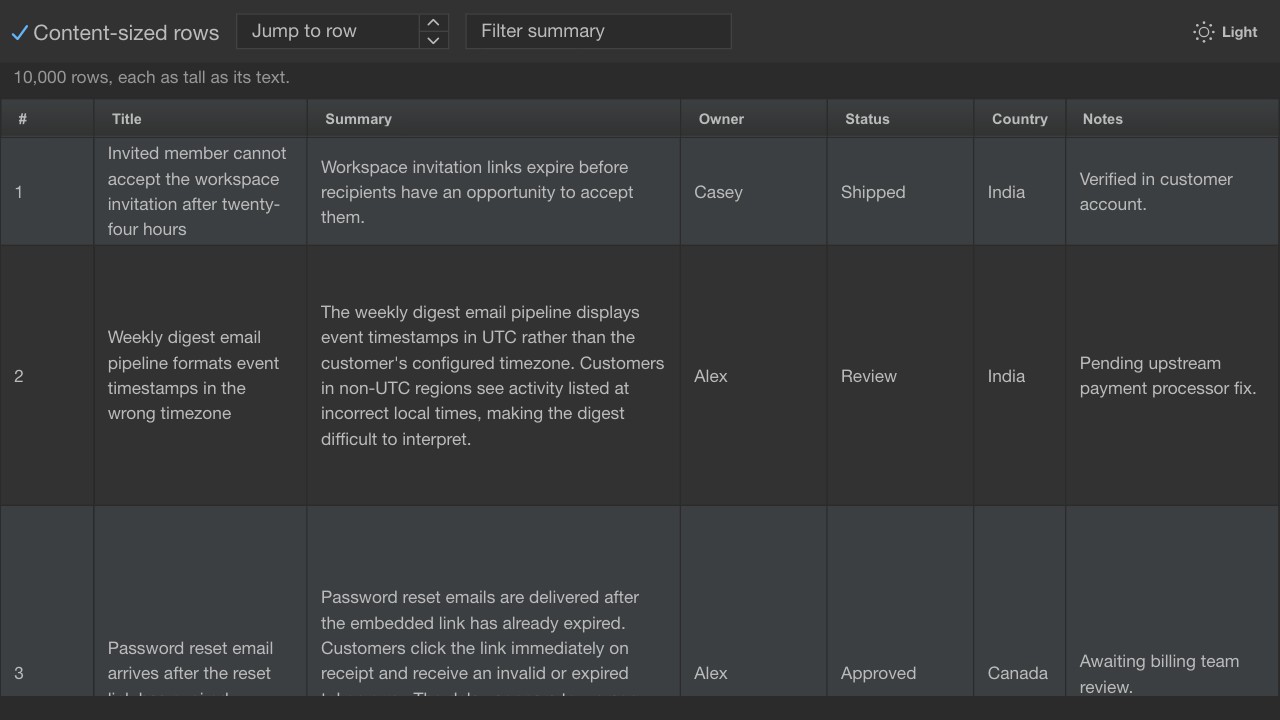 Content-sized rows
Jump to row
Filter summary
Light
10,000 rows, each as tall as its text.
#
Title
Summary
Owner
Status
Country
Notes
1
Invited member cannot
accept the workspace
invitation after twenty-
four hours
Workspace invitation links expire before
recipients have an opportunity to accept
them.
Casey
Shipped
India
Verified in customer
account.
2
Weekly digest email
pipeline formats event
timestamps in the
wrong timezone
The weekly digest email pipeline displays
event timestamps in UTC rather than the
customer's configured timezone. Customers
in non-UTC regions see activity listed at
incorrect local times, making the digest
difficult to interpret.
Alex
Review
India
Pending upstream
payment processor fix.
3
Password reset email
arrives after the reset
Password reset emails are delivered after
the embedded link has already expired.
Customers click the link immediately on
receipt and receive an invalid or expired
Alex
Approved
Canada
Awaiting billing team
review.